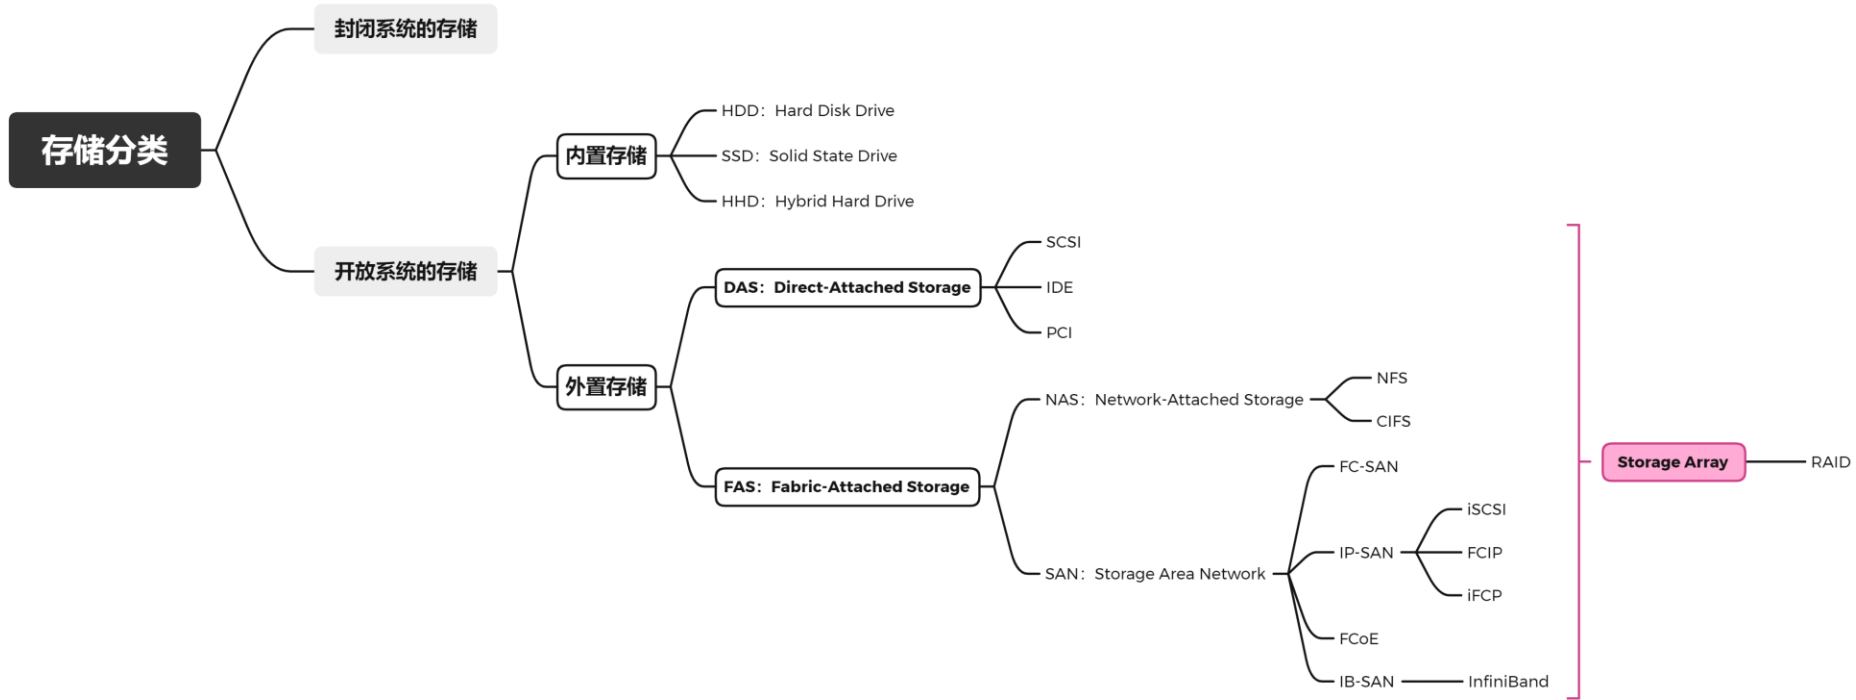 存储分类
封闭系统的存储
开放系统的存储
内置存储
HDD：Hard Disk Drive
SSD：Solid State Drive
HHD：Hybrid Hard Drive
外置存储
DAS：Direct-Attached Storage
SCSI
IDE
PCI
FAS：Fabric-Attached Storage
NAS：Network-Attached Storage
NFS
CIFS
SAN：Storage Area Network
FC-SAN
IP-SAN
iSCSI
FCIP
iFCP
FCoE
IB-SAN
InfiniBand
Storage Array
RAID